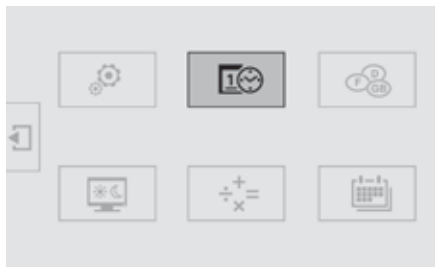 1
D
F
GB
÷ + × =